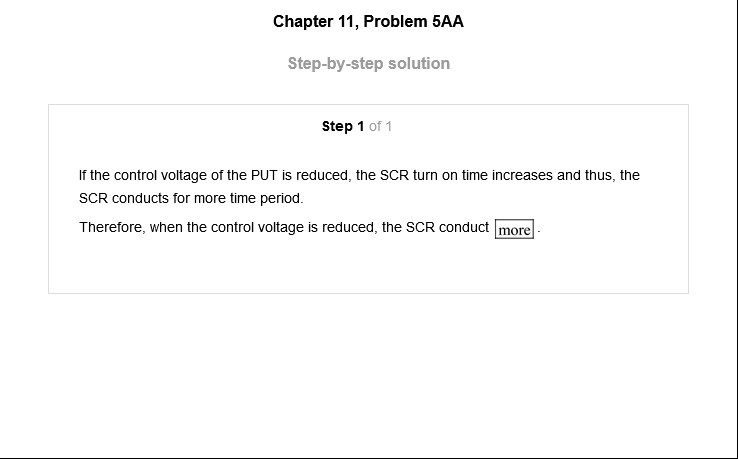 Chapter 11, Problem 5AA
Step-by-step solution
Step 1 of 1
If the control voltage of the PUT is reduced, the SCR turn on time increases and thus, the
SCR conducts for more time period.
Therefore, when the control voltage is reduced, the SCR conduct more.